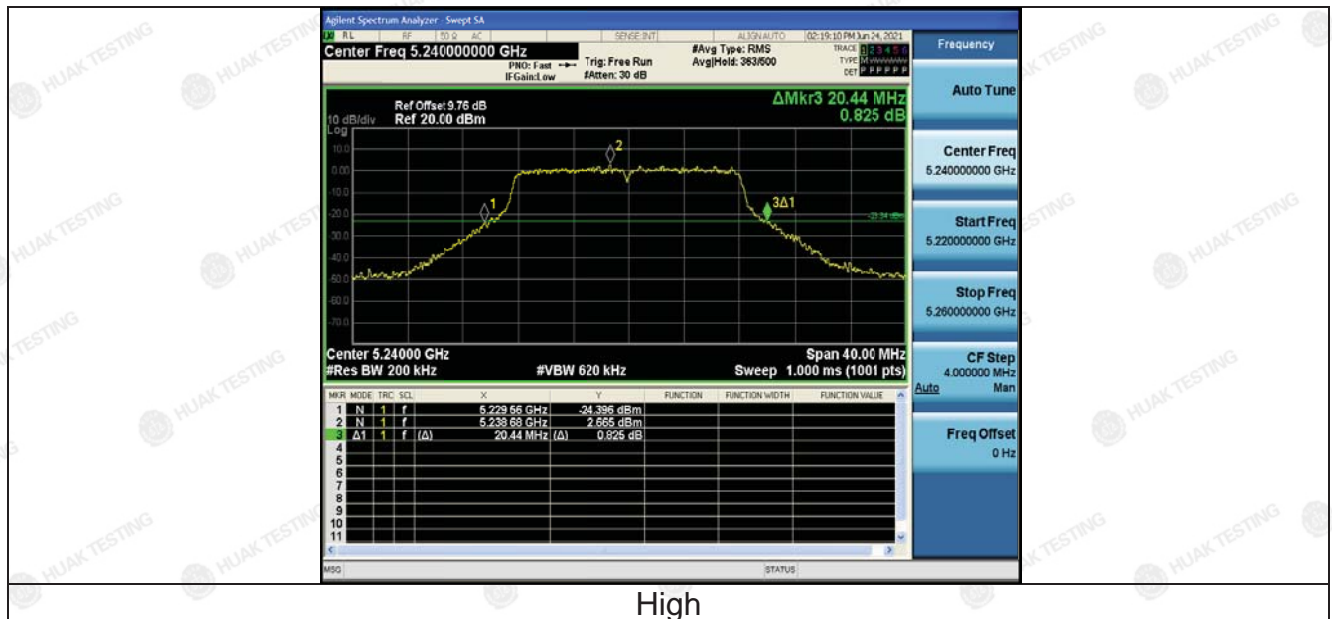 Agilent Spectrum Analyzer - Swept SA
RL RF 50 Ω AC SENSE:INT ALIGNAUTO 02:19:10 PM Jun 24, 2021
Center Freq 5.240000000 GHz
PNO: Fast
IFGain:Low
Trig: Free Run
#Atten: 30 dB
#Avg Type: RMS
Avg|Hold: 363/500
TRACE 1 2 3 4 5 6
TYPE M
DET P P P P P P
Ref Offset 9.76 dB
Ref 20.00 dBm
ΔMkr3 20.44 MHz
0.825 dB
10 dB/div
Log
10.0
0.00
-10.0
-20.0
-30.0
-40.0
-50.0
-60.0
-70.0
1
2
3Δ1
Center 5.24000 GHz
Span 40.00 MHz
#Res BW 200 kHz
#VBW 620 kHz
Sweep 1.000 ms (1001 pts)
MKR MODE TRC SCL X Y FUNCTION FUNCTION WIDTH FUNCTION VALUE
1 N 1 f 5.229 56 GHz -24.396 dBm
2 N 1 f 5.238 68 GHz 2.665 dBm
3 Δ1 1 f (Δ) 20.44 MHz (Δ) 0.825 dB
4
5
6
7
8
9
10
11
MSG
STATUS
Frequency
Auto Tune
Center Freq
5.240000000 GHz
Start Freq
5.220000000 GHz
Stop Freq
5.260000000 GHz
CF Step
4.000000 MHz
Auto Man
Freq Offset
0 Hz
High
HUAK TESTING